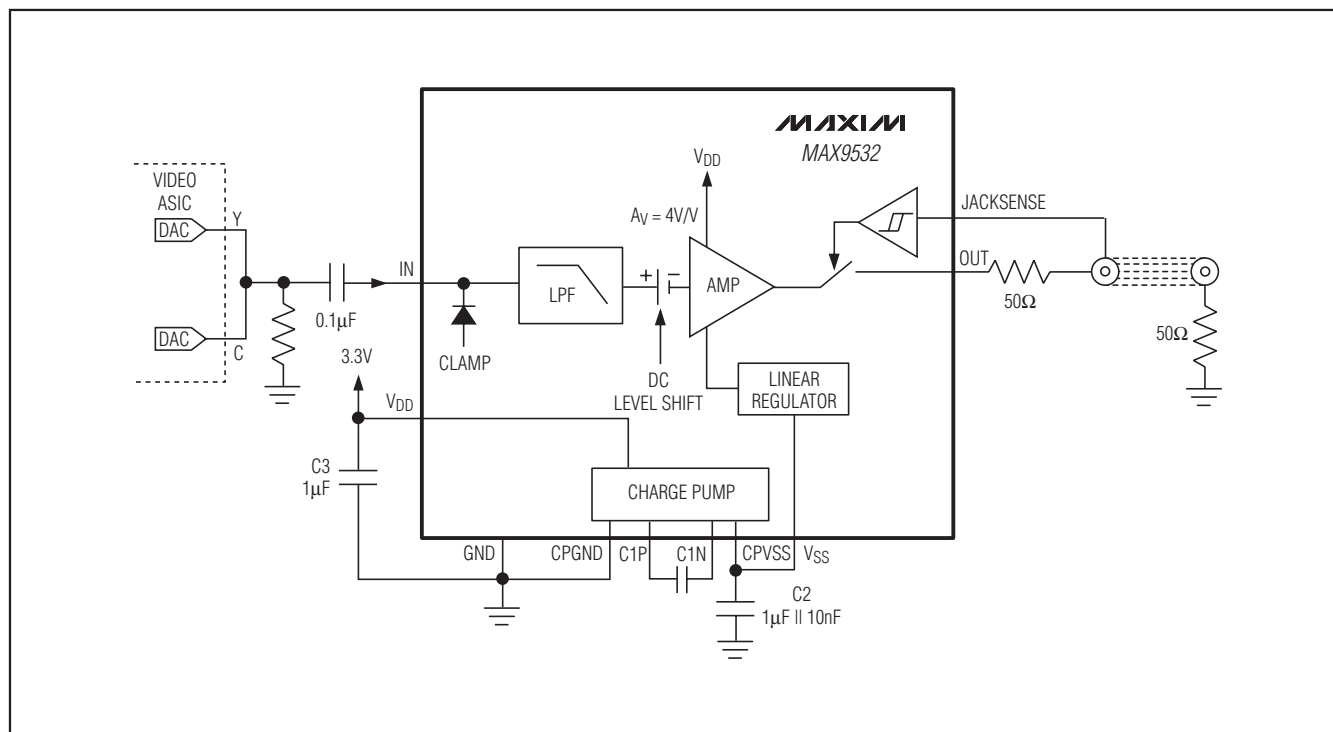 MAXIM
MAX9532
VIDEO
ASIC
DAC
Y
DAC
C
0.1µF
IN
CLAMP
LPF
+ −
DC
LEVEL SHIFT
VDD
AV = 4V/V
AMP
JACKSENSE
OUT
50Ω
50Ω
LINEAR
REGULATOR
3.3V
VDD
C3
1µF
CHARGE PUMP
GND
CPGND
C1P
C1N
CPVSS
VSS
C2
1µF II 10nF